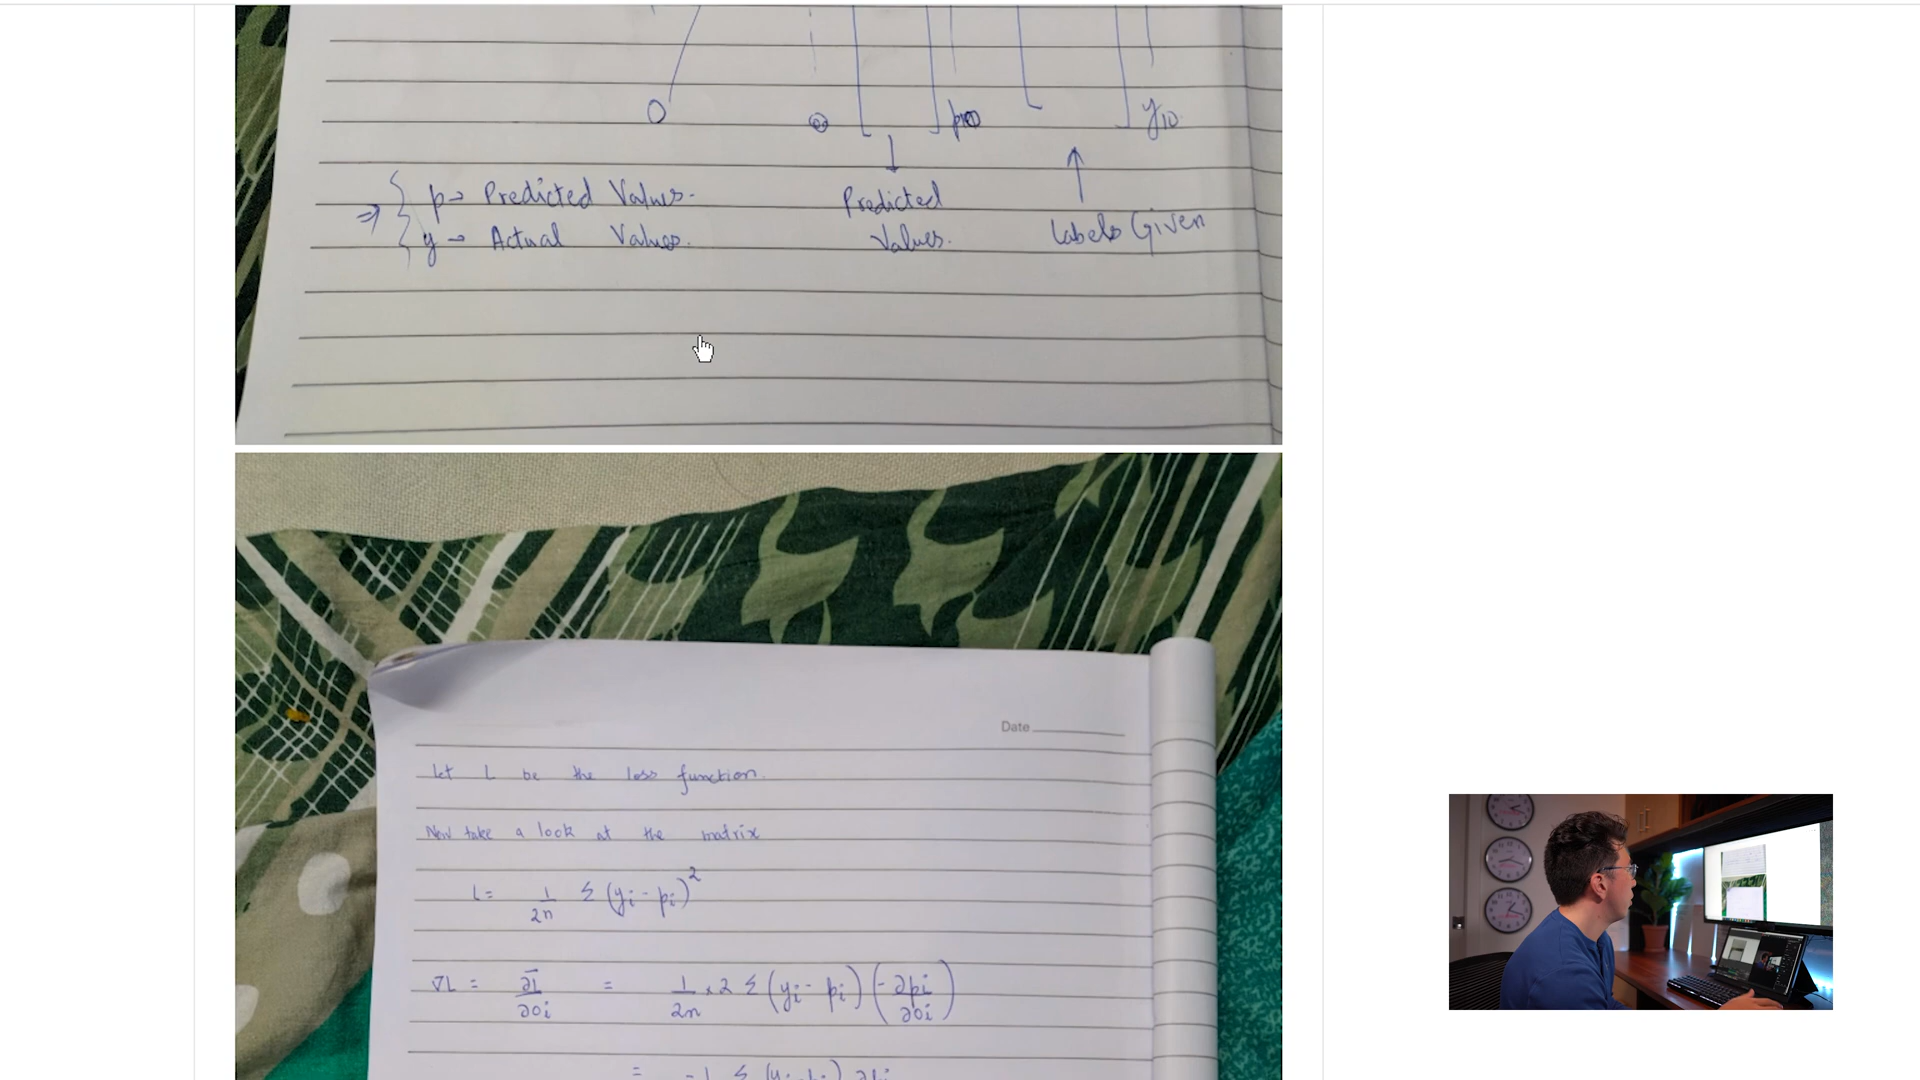 O
p10
y10
⇒ { p → Predicted Values.
y → Actual Values.
Predicted
Values.
Labels Given
Date
Let L be the loss function.
Now take a look at the matrix
L = 1/2n Σ (yi - pi)^2
∇L = ∂L/∂oi = 1/2n × 2 Σ (yi - pi) (-∂pi/∂oi)